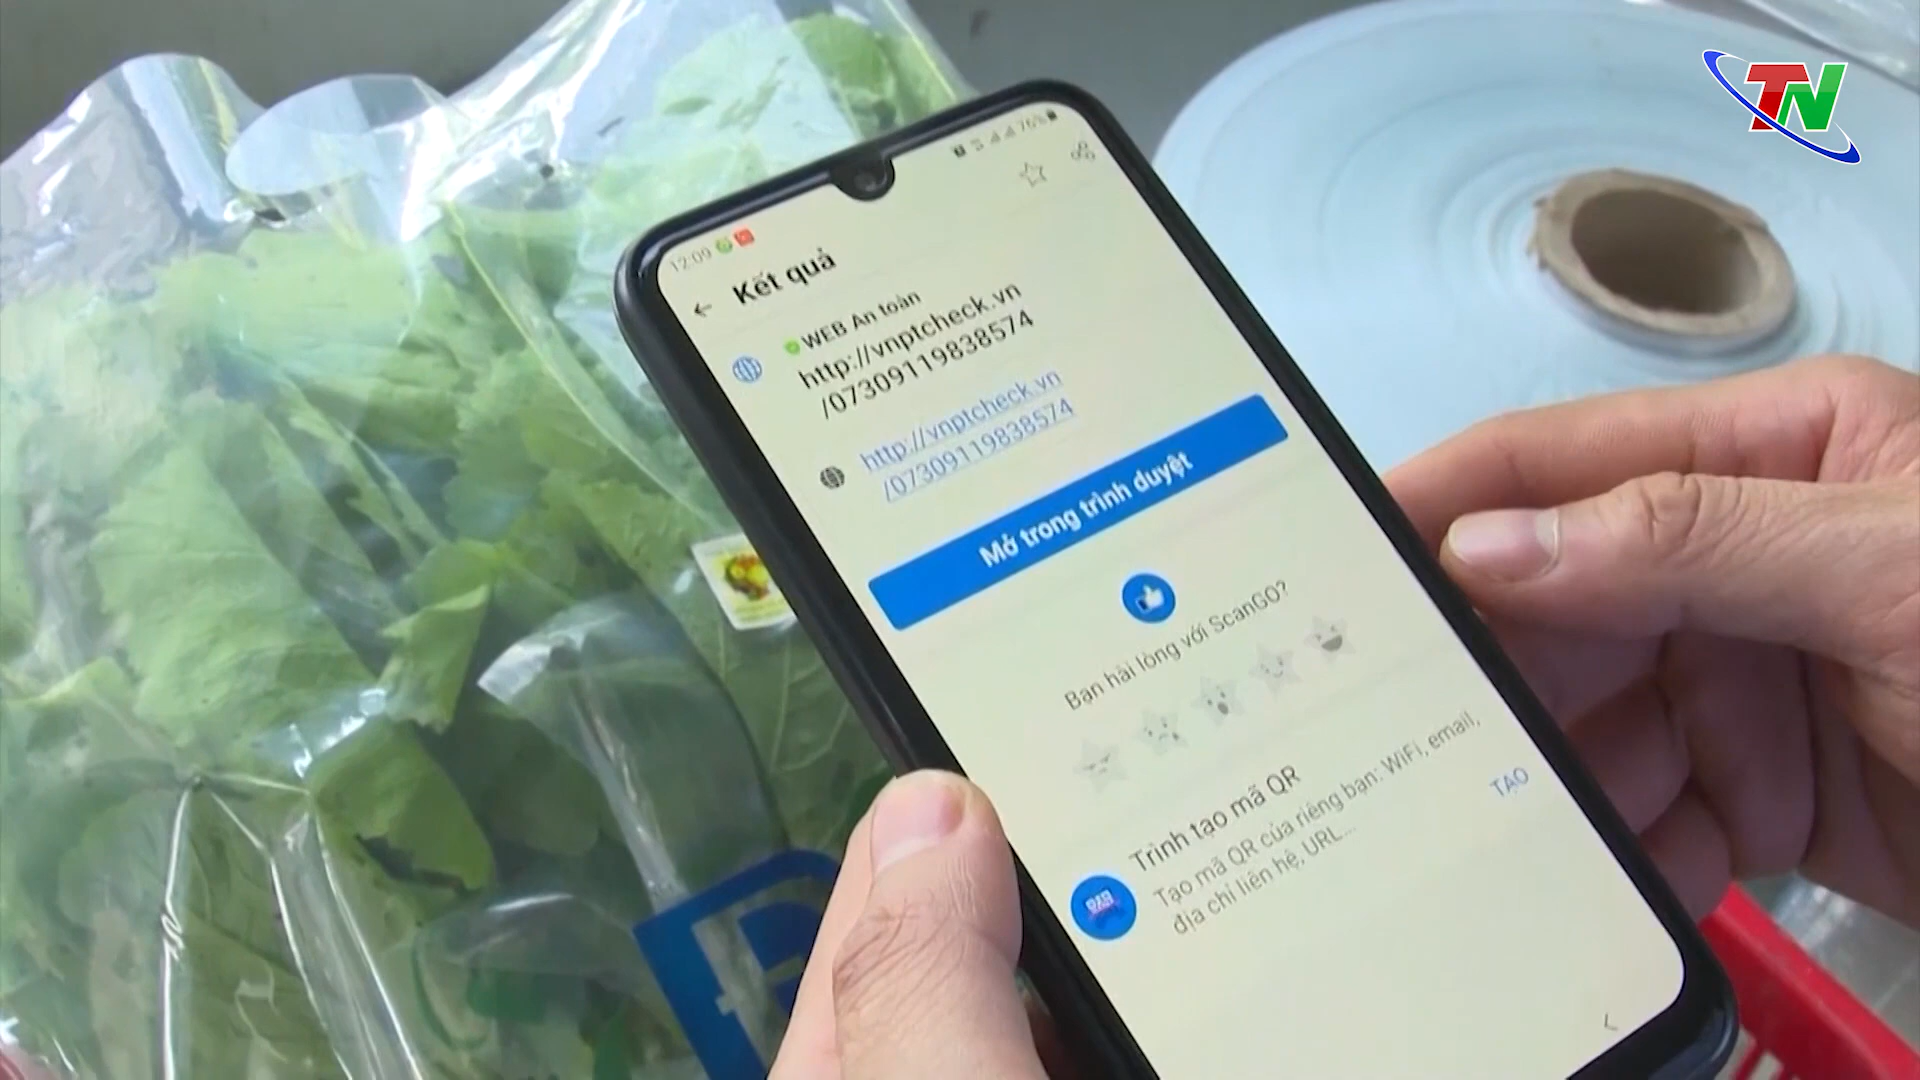 TN
12:09
76%
Kết quả
WEB An toàn
http://vnptcheck.vn
/07309119838574
http://vnptcheck.vn
/07309119838574
Mở trong trình duyệt
Bạn hài lòng với ScanGO?
Trình tạo mã QR
Tạo mã QR của riêng bạn: WiFi, email,
địa chỉ liên hệ, URL...
TẠO